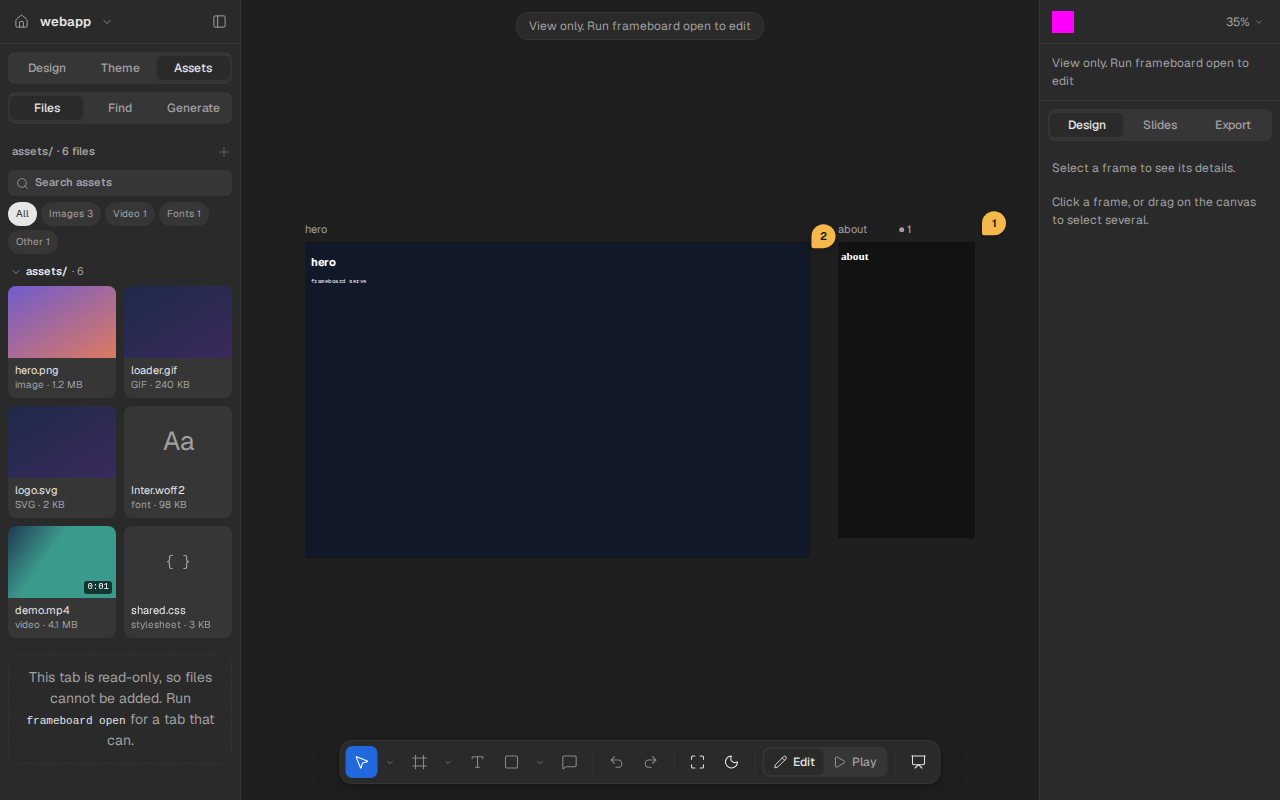 webapp
Design
Theme
Assets
Files
Find
Generate
assets/ · 6 files
Search assets
All
Images 3
Video 1
Fonts 1
Other 1
assets/ · 6
hero.png
image · 1.2 MB
loader.gif
GIF · 240 KB
logo.svg
SVG · 2 KB
Aa
Inter.woff2
font · 98 KB
0:01
demo.mp4
video · 4.1 MB
{ }
shared.css
stylesheet · 3 KB
This tab is read-only, so files
cannot be added. Run
frameboard open for a tab that
can.
View only. Run frameboard open to edit
hero
2
about
1
1
hero
frameboard serve
about
Edit
Play
35%
View only. Run frameboard open to
edit
Design
Slides
Export
Select a frame to see its details.
Click a frame, or drag on the canvas
to select several.